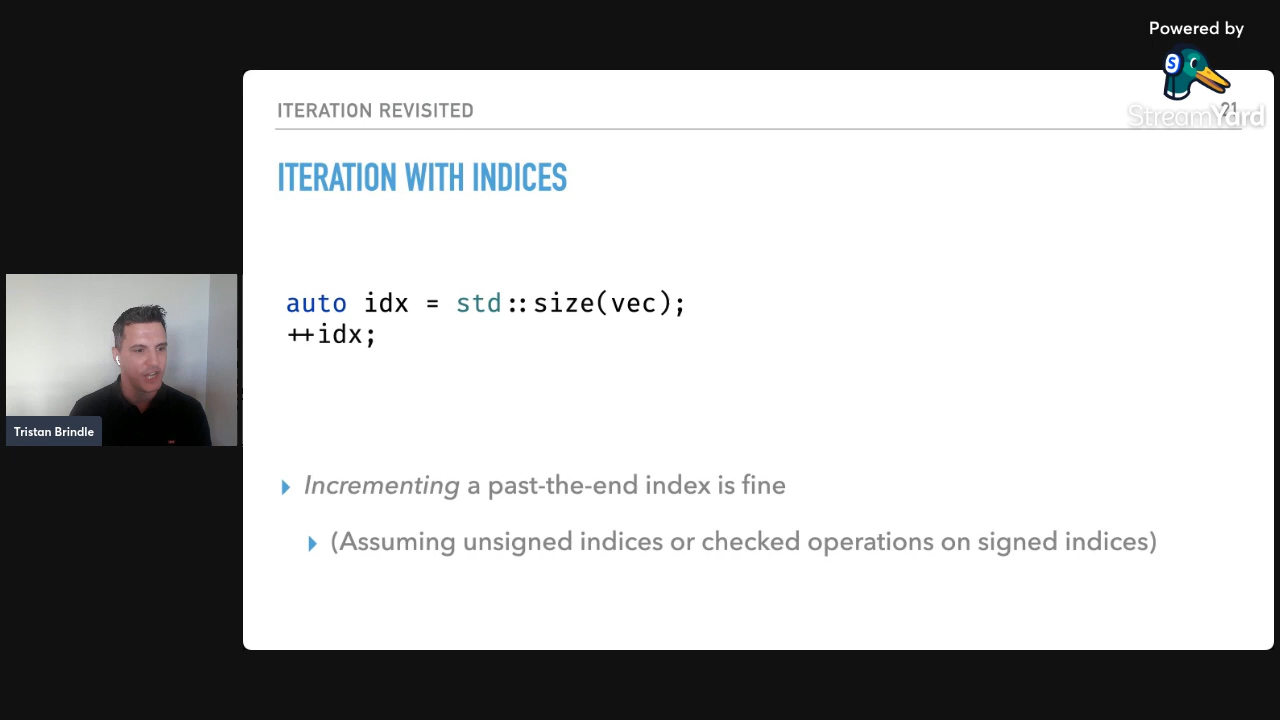 Powered by
S
StreamYard
ITERATION REVISITED
21
ITERATION WITH INDICES
auto idx = std::size(vec);
++idx;
Tristan Brindle
Incrementing a past-the-end index is fine
(Assuming unsigned indices or checked operations on signed indices)